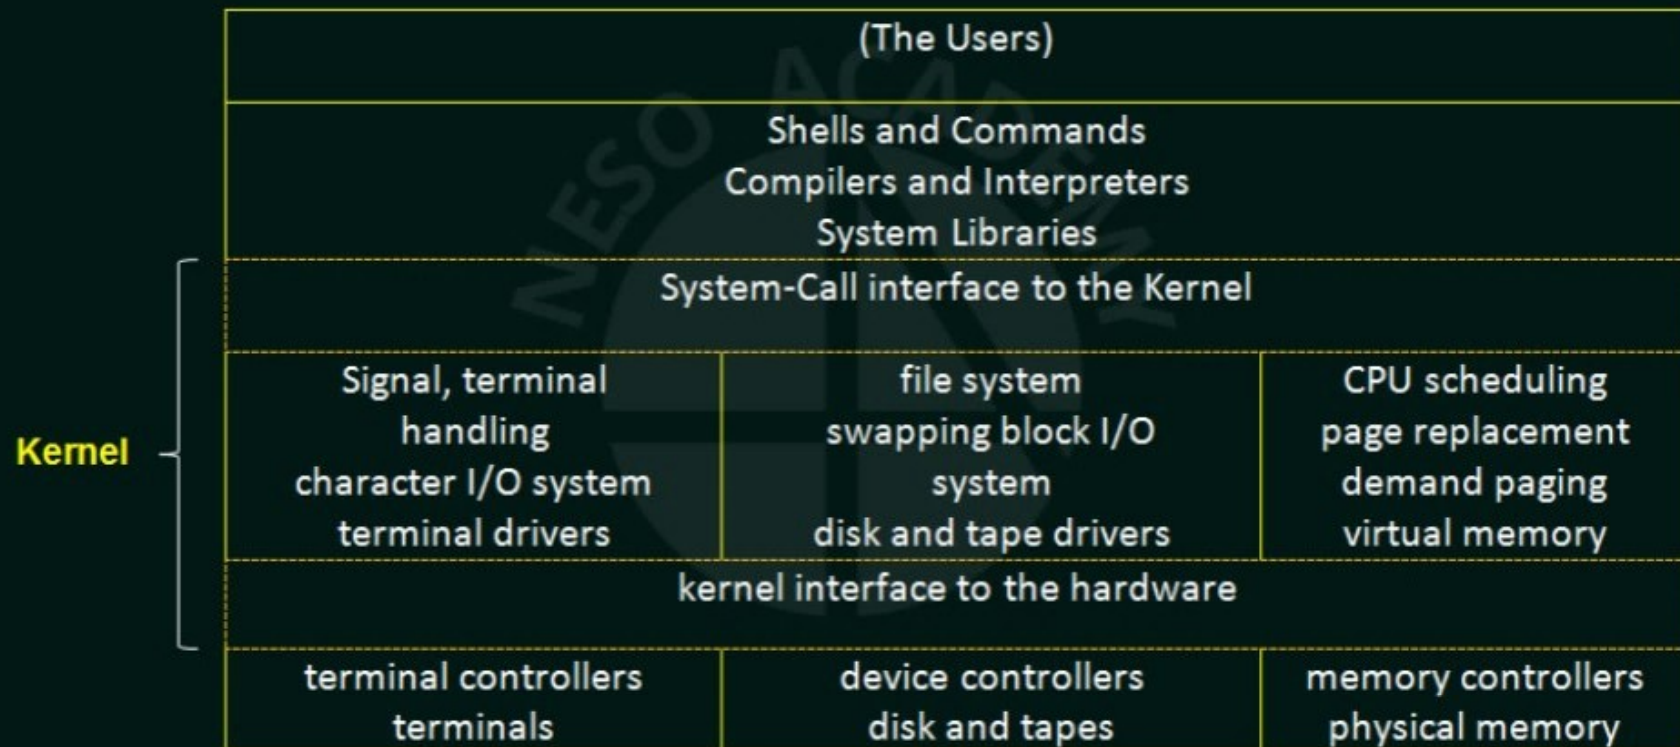 (The Users)
Shells and Commands
Compilers and Interpreters
System Libraries
System-Call interface to the Kernel
Kernel
Signal, terminal
handling
character I/O system
terminal drivers
file system
swapping block I/O
system
disk and tape drivers
CPU scheduling
page replacement
demand paging
virtual memory
kernel interface to the hardware
terminal controllers
terminals
device controllers
disk and tapes
memory controllers
physical memory
NESO ACADEMY